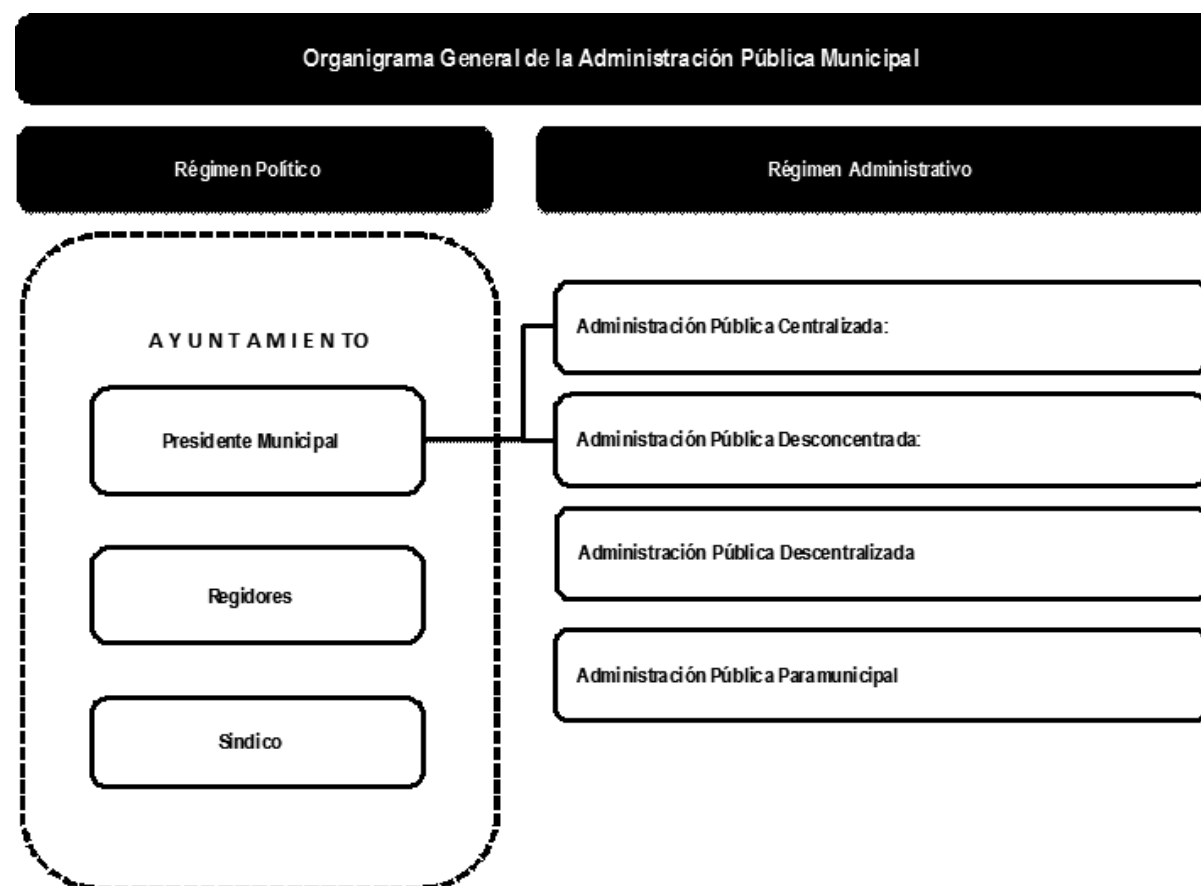 Organigrama General de la Administración Pública Municipal
Régimen Político
Régimen Administrativo
AYUNTAMIENTO
Presidente Municipal
Regidores
Síndico
Administración Pública Centralizada:
Administración Pública Desconcentrada:
Administración Pública Descentralizada
Administración Pública Paramunicipal